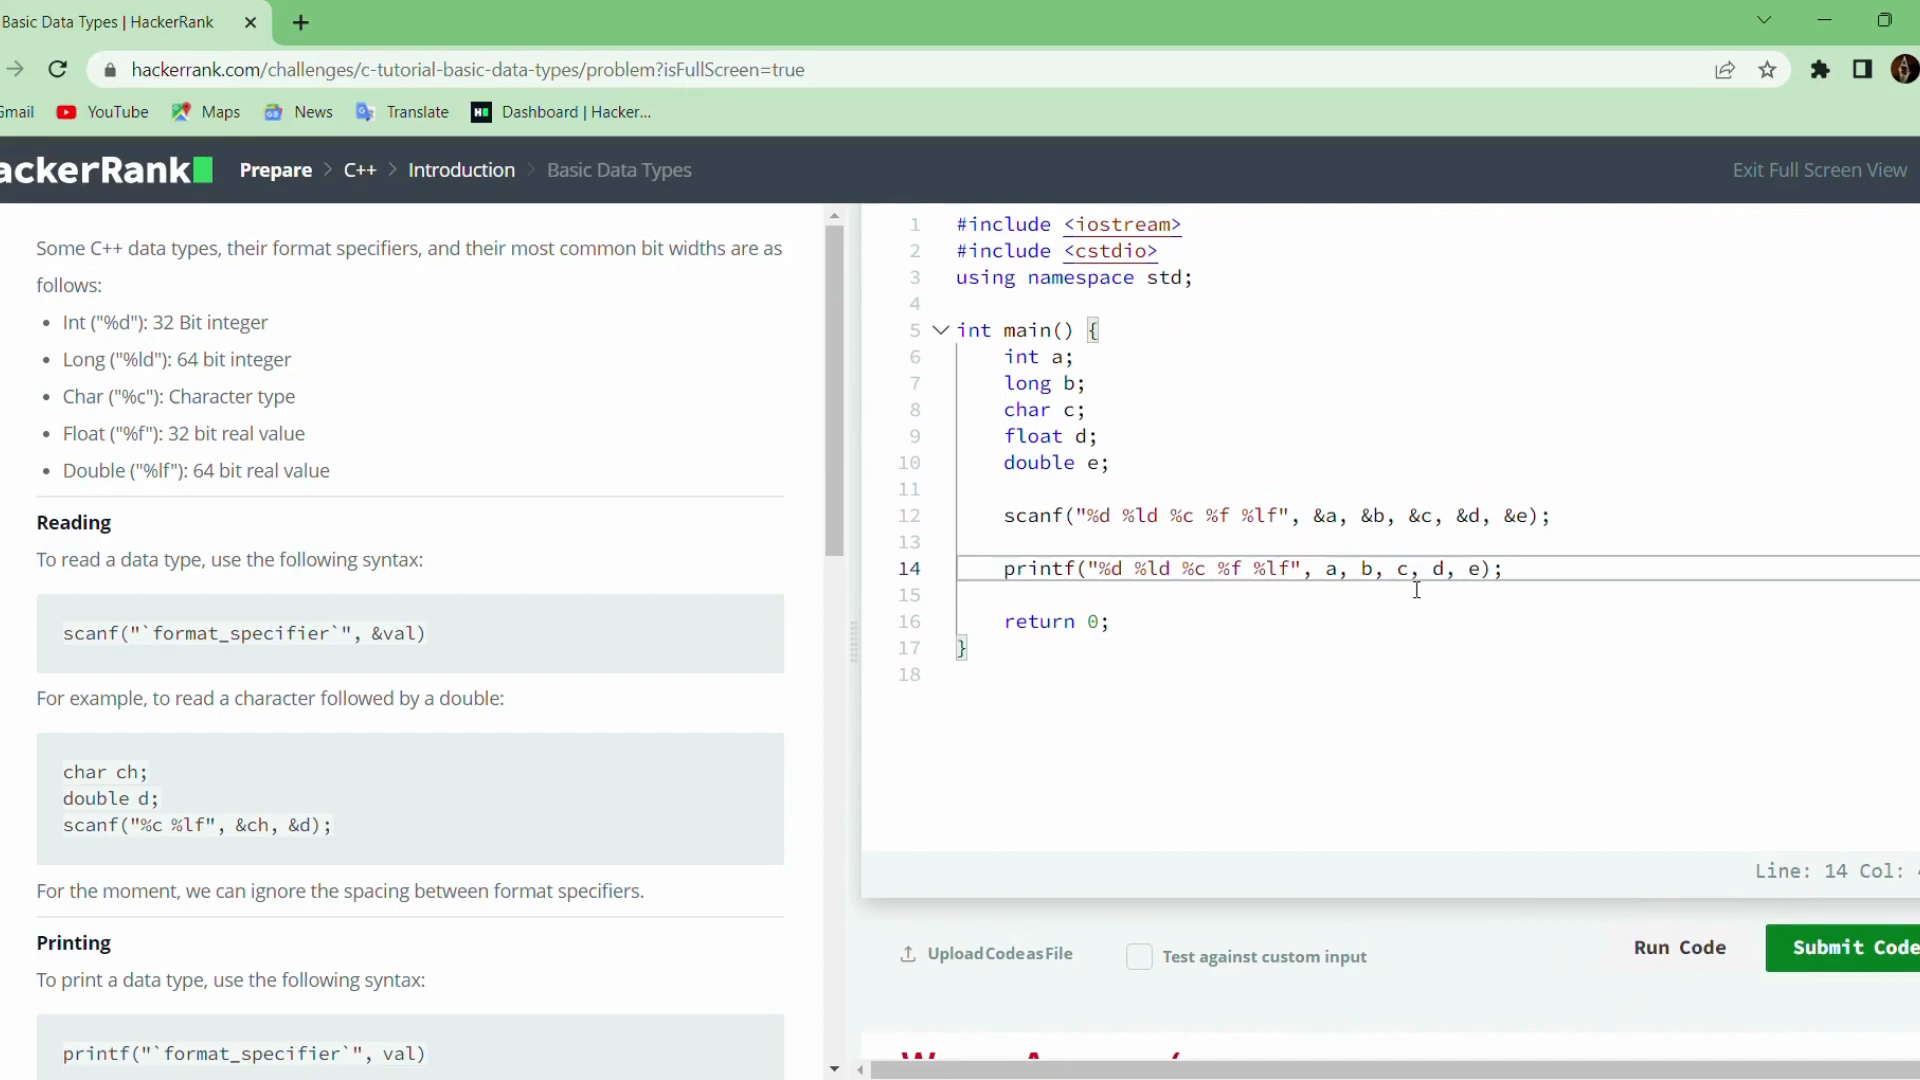 Basic Data Types | HackerRank
hackerrank.com/challenges/c-tutorial-basic-data-types/problem?isFullScreen=true
Gmail YouTube Maps News Translate Dashboard | Hacker...
ackerRank Prepare > C++ > Introduction > Basic Data Types Exit Full Screen View
Some C++ data types, their format specifiers, and their most common bit widths are as
follows:
• Int ("%d"): 32 Bit integer
• Long ("%ld"): 64 bit integer
• Char ("%c"): Character type
• Float ("%f"): 32 bit real value
• Double ("%lf"): 64 bit real value
Reading
To read a data type, use the following syntax:
scanf("`format_specifier`", &val)
For example, to read a character followed by a double:
char ch;
double d;
scanf("%c %lf", &ch, &d);
For the moment, we can ignore the spacing between format specifiers.
Printing
To print a data type, use the following syntax:
printf("`format_specifier`", val)
1 #include <iostream>
2 #include <cstdio>
3 using namespace std;
4
5 int main() {
6 int a;
7 long b;
8 char c;
9 float d;
10 double e;
11
12 scanf("%d %ld %c %f %lf", &a, &b, &c, &d, &e);
13
14 printf("%d %ld %c %f %lf", a, b, c, d, e);
15
16 return 0;
17 }
18
Line: 14 Col:
Upload Code as File Test against custom input Run Code Submit Code